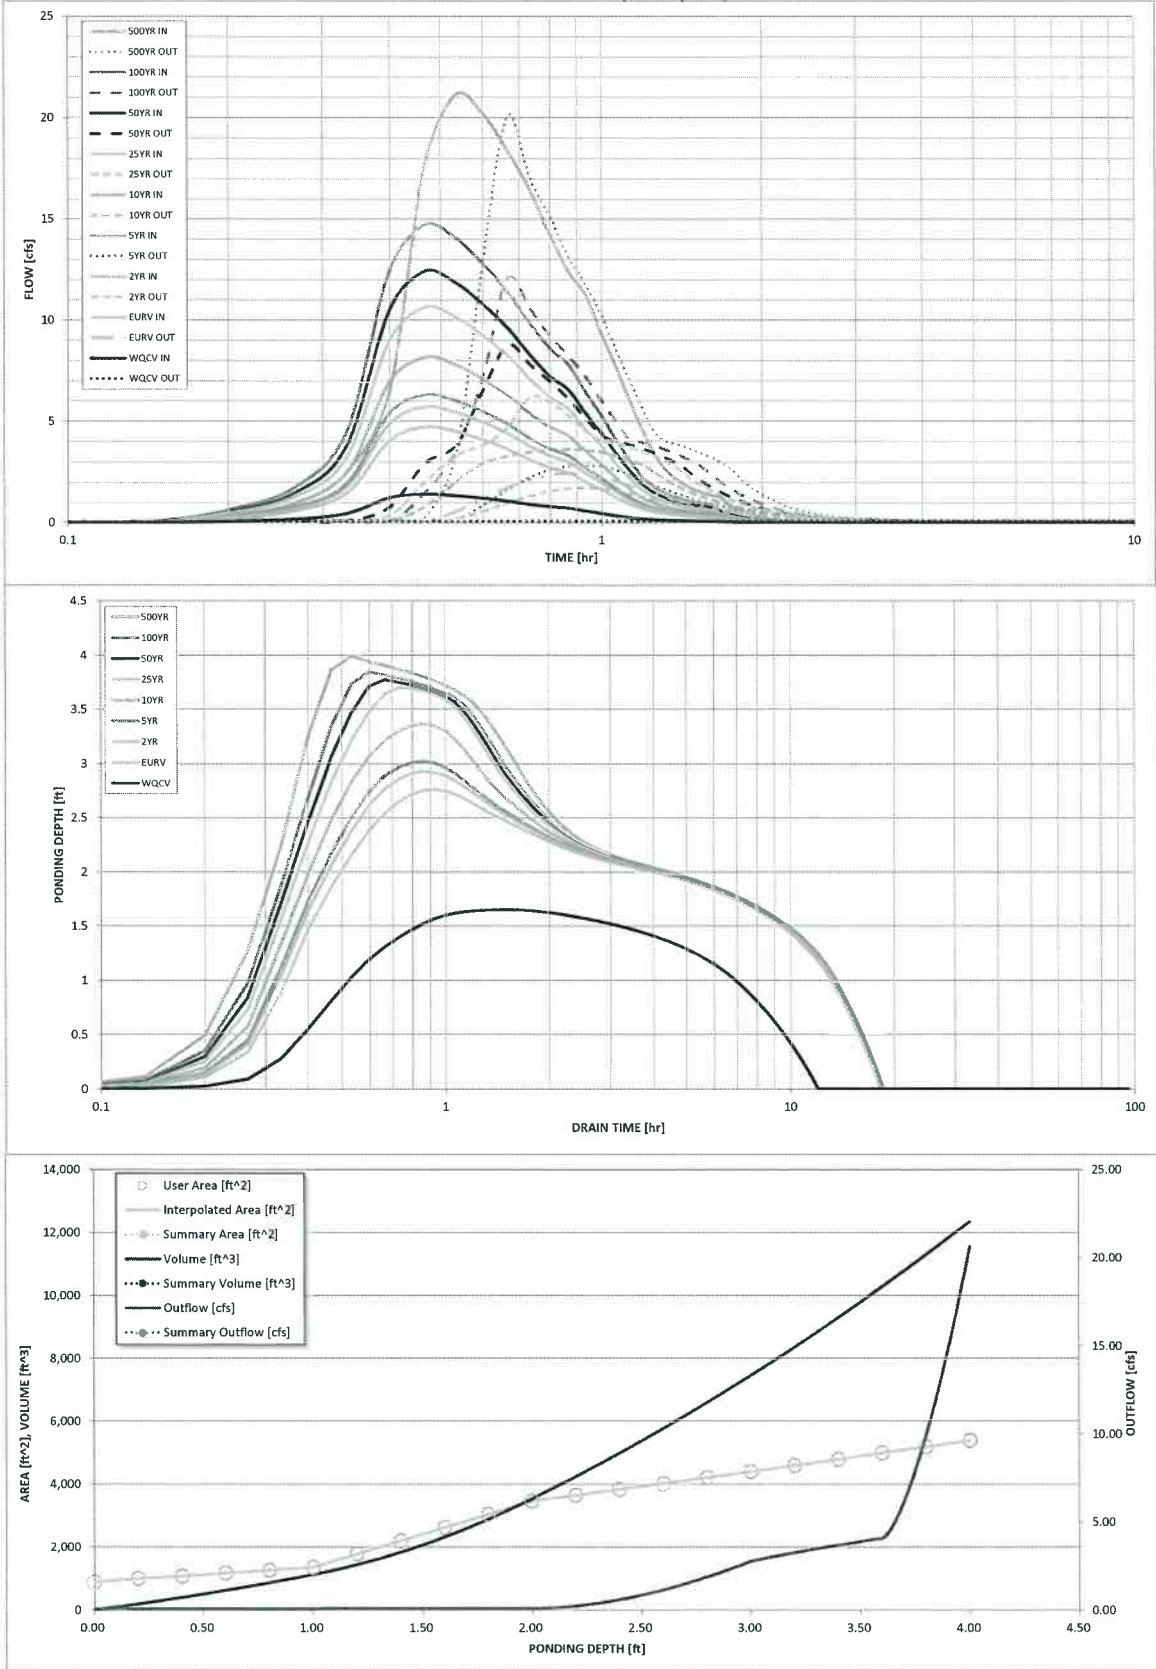 25
20
15
10
5
0
FLOW [cfs]
500YR IN
500YR OUT
100YR IN
100YR OUT
50YR IN
50YR OUT
25YR IN
25YR OUT
10YR IN
10YR OUT
5YR IN
5YR OUT
2YR IN
2YR OUT
EURV IN
EURV OUT
WQCV IN
WQCV OUT
0.1
1
10
TIME [hr]
4.5
4
3.5
3
2.5
2
1.5
1
0.5
0
PONDING DEPTH [ft]
500YR
100YR
50YR
25YR
10YR
5YR
2YR
EURV
WQCV
0.1
1
10
100
DRAIN TIME [hr]
14,000
12,000
10,000
8,000
6,000
4,000
2,000
0
AREA [ft^2], VOLUME [ft^3]
User Area [ft^2]
Interpolated Area [ft^2]
Summary Area [ft^2]
Volume [ft^3]
Summary Volume [ft^3]
Outflow [cfs]
Summary Outflow [cfs]
25.00
20.00
15.00
10.00
5.00
0.00
OUTFLOW [cfs]
0.00
0.50
1.00
1.50
2.00
2.50
3.00
3.50
4.00
4.50
PONDING DEPTH [ft]